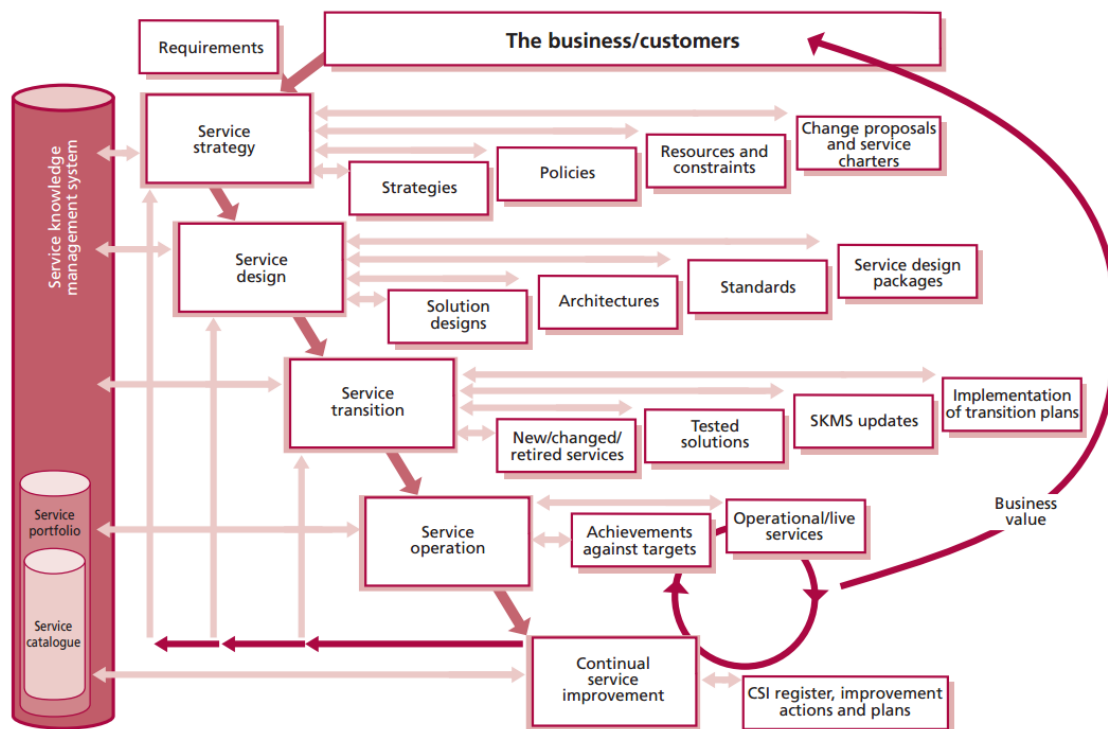 The business/customers
Requirements
Service
strategy
Change proposals
and service
charters
Resources and
constraints
Policies
Strategies
Service knowledge
management system
Service
design
Service design
packages
Standards
Architectures
Solution
designs
Service
transition
Implementation
of transition plans
SKMS updates
Tested
solutions
New/changed/
retired services
Service
portfolio
Service
operation
Achievements
against targets
Operational/live
services
Business
value
Service
catalogue
Continual
service
improvement
CSI register, improvement
actions and plans